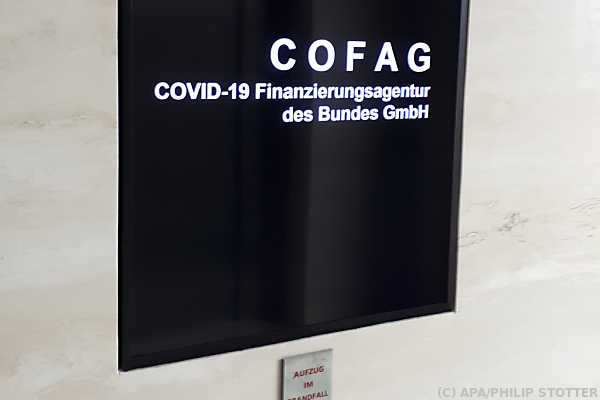 COFAG
COVID-19 Finanzierungsagentur
des Bundes GmbH
AUFZUG
IM
(C) APA/PHILIP STOTTER